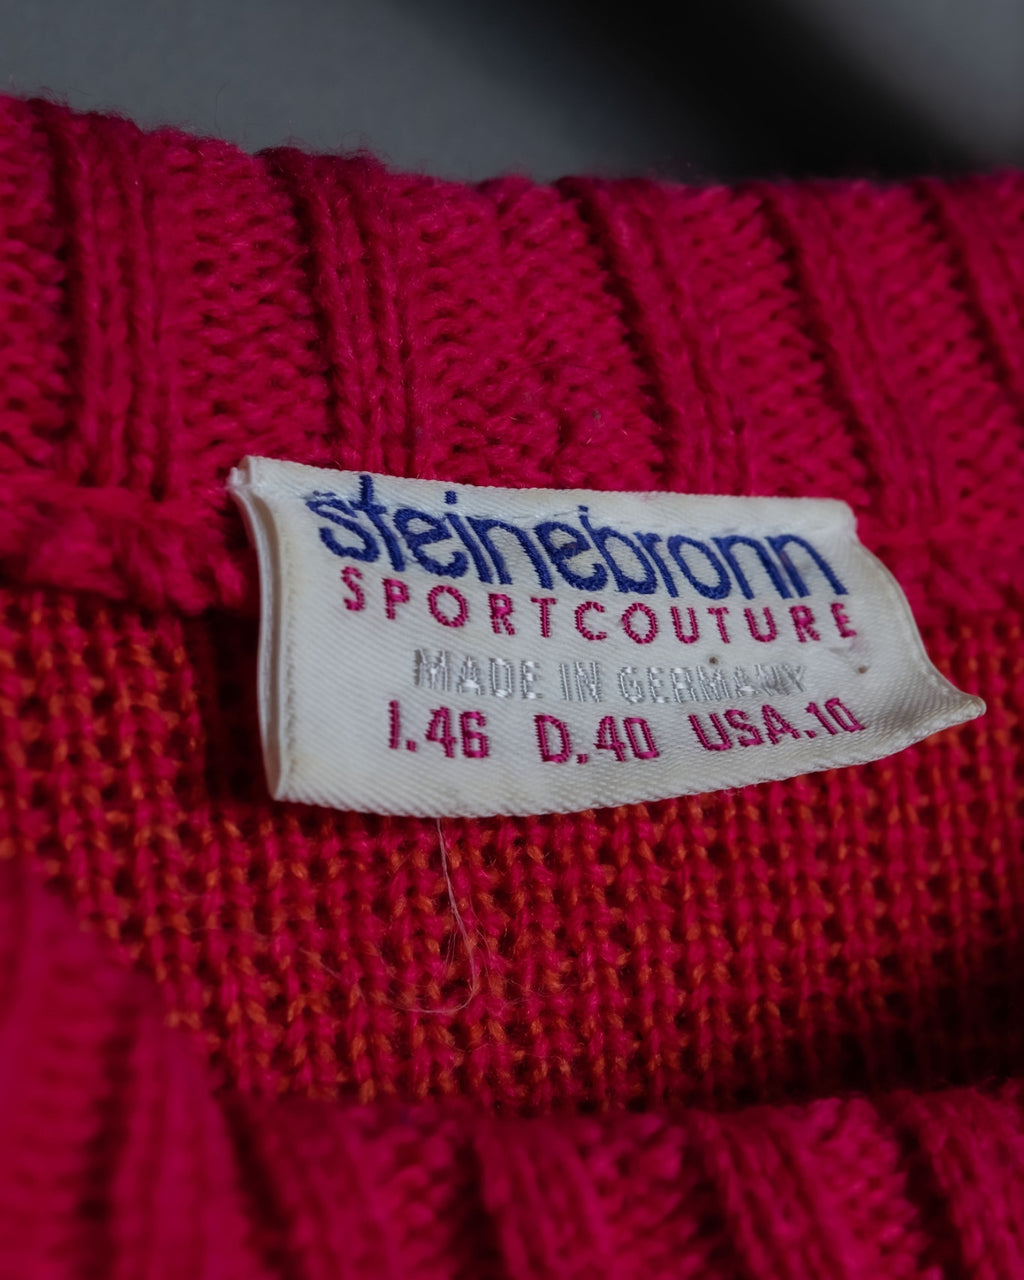 steinebronn
SPORTCOUTURE
MADE IN GERMANY
I.46 D.40 USA.10